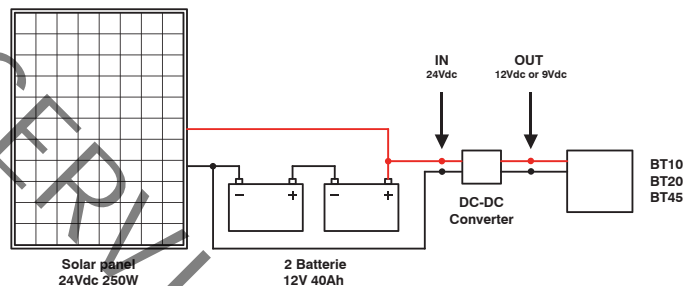 IN
24Vdc
OUT
12Vdc or 9Vdc
BT10
BT20
BT45
DC-DC
Converter
Solar panel
24Vdc 250W
2 Batterie
12V 40Ah
- +
- +